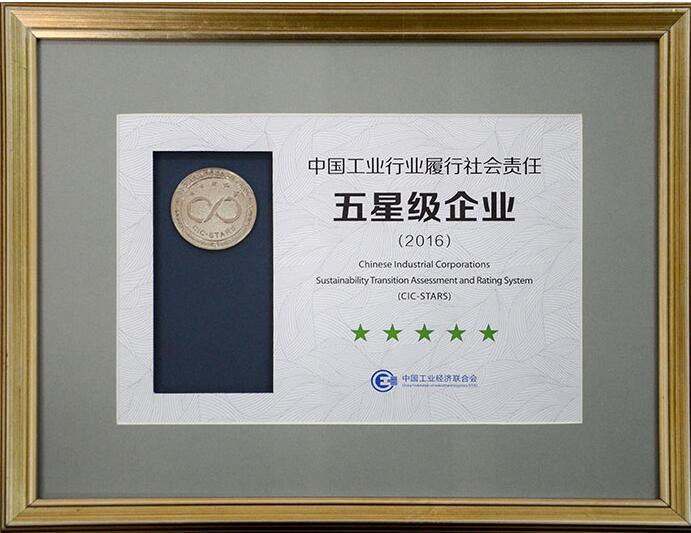 CIC-STARS
中国工业行业履行社会责任
五星级企业
(2016)
Chinese Industrial Corporations
Sustainability Transition Assessment and Rating System
(CIC-STARS)
中国工业经济联合会